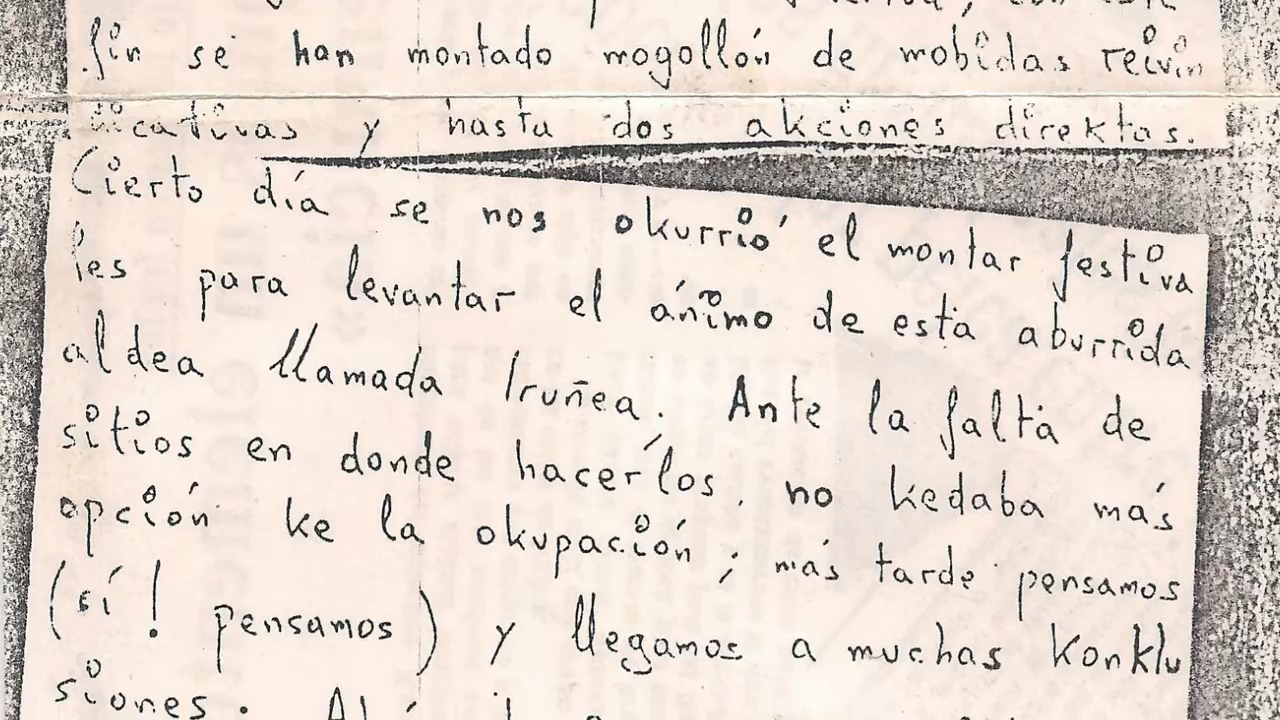 fin se han montado mogollón de mobidas reivin
dicativas y hasta dos akciones direktas.
Cierto día se nos okurrió el montar festiva
les para levantar el ánimo de esta aburrida
aldea llamada Iruñea. Ante la falta de
sitios en donde hacerlos, no kedaba más
opción ke la okupación; más tarde pensamos
(sí! pensamos) y llegamos a muchas konklu
siones.